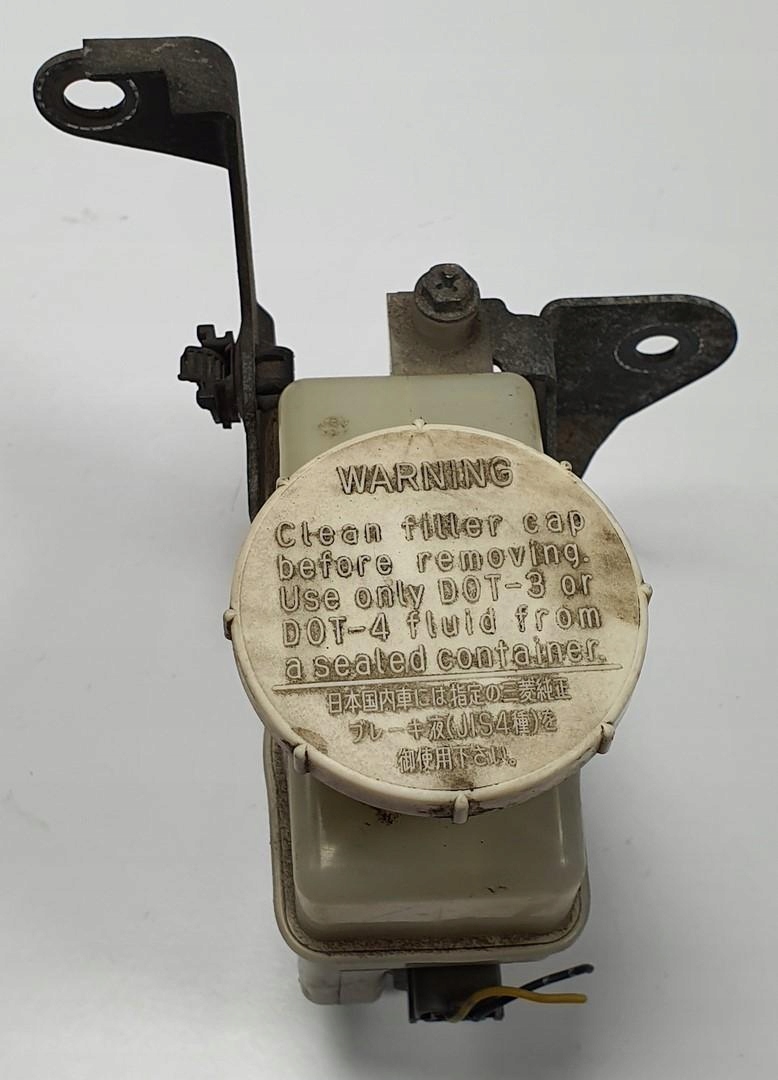 WARNING
Clean filler cap
before removing.
Use only DOT-3 or
DOT-4 fluid from
a sealed container.
日本国内車には指定の三菱純正
ブレーキ液(JIS4種)を
御使用下さい。